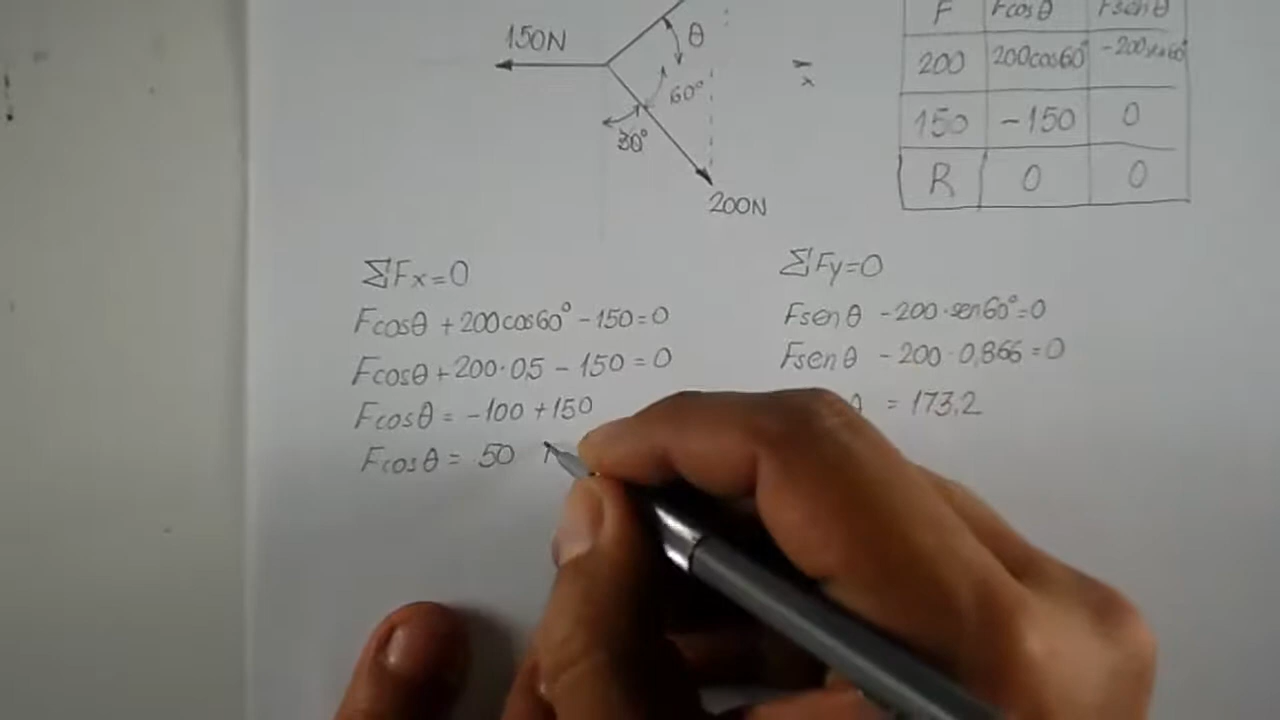 F Fcosθ Fsenθ
150N θ 200 200cos60° -200sen60°
60° x
150 -150 0
30°
R 0 0
200N
ΣFx=0 ΣFy=0
Fcosθ +200cos60° -150=0 Fsenθ -200·sen60°=0
Fcosθ+200·0,5 -150=0 Fsenθ -200·0,866=0
Fcosθ= -100 +150 θ = 173,2
Fcosθ= 50